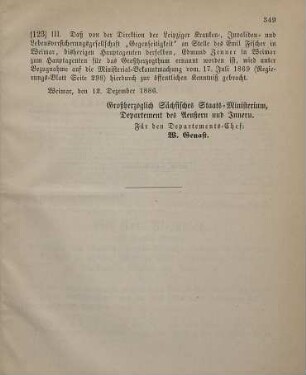 349
[123] III. Daß von der Direktion der Leipziger Kranken-, Invaliden- und
Lebensversicherungsgesellschaft „Gegenseitigkeit" an Stelle des Emil Fescher in
Weimar, bisherigen Hauptagenten derselben, Edmund Zinner in Weimar
zum Hauptagenten für das Großherzogthum ernannt worden ist, wird unter
Bezugnahme auf die Ministerial-Bekanntmachung vom 17. Juli 1869 (Regie-
rungs-Blatt Seite 298) hierdurch zur öffentlichen Kenntniß gebracht.
Weimar, den 12. Dezember 1886.
Großherzoglich Sächsisches Staats-Ministerium,
Departement des Aeußern und Innern.
Für den Departements-Chef:
W. Genast.